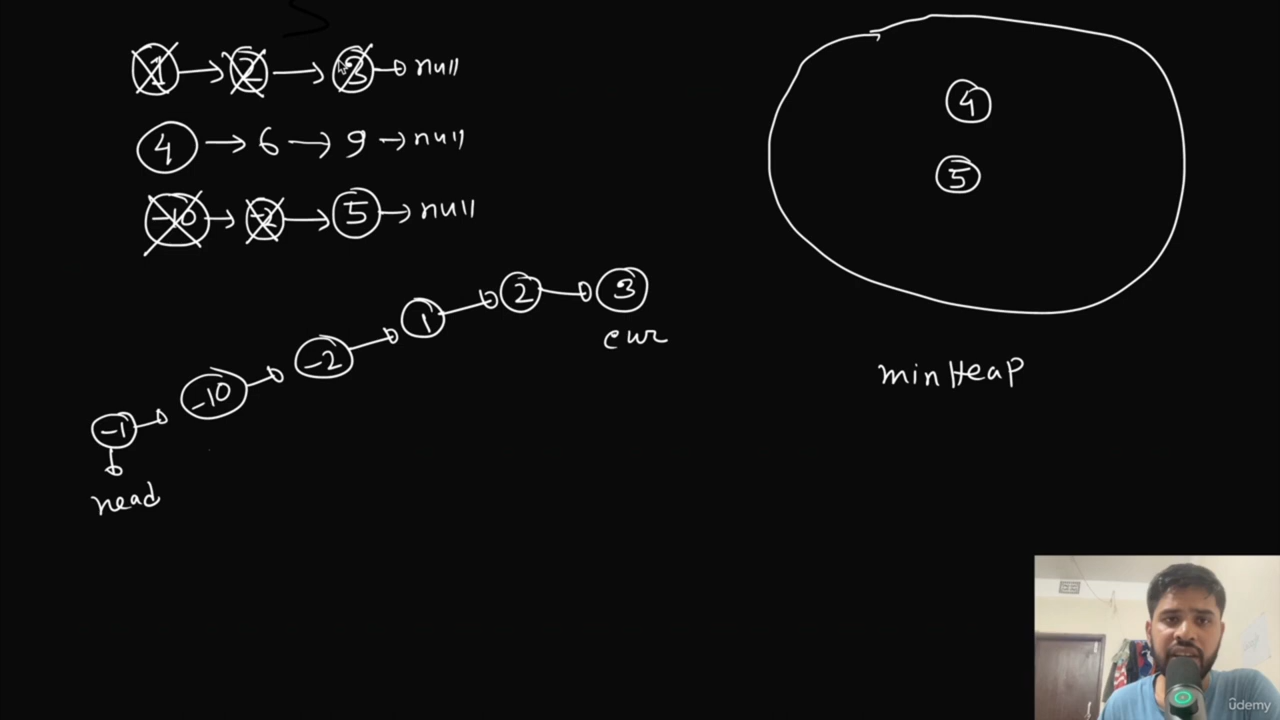 1 → 2 → 3 → null
4 → 6 → 9 → null
-10 → -2 → 5 → null
4
5
minHeap
-1 → -10 → -2 → 1 → 2 → 3
cur
head
ûdemy